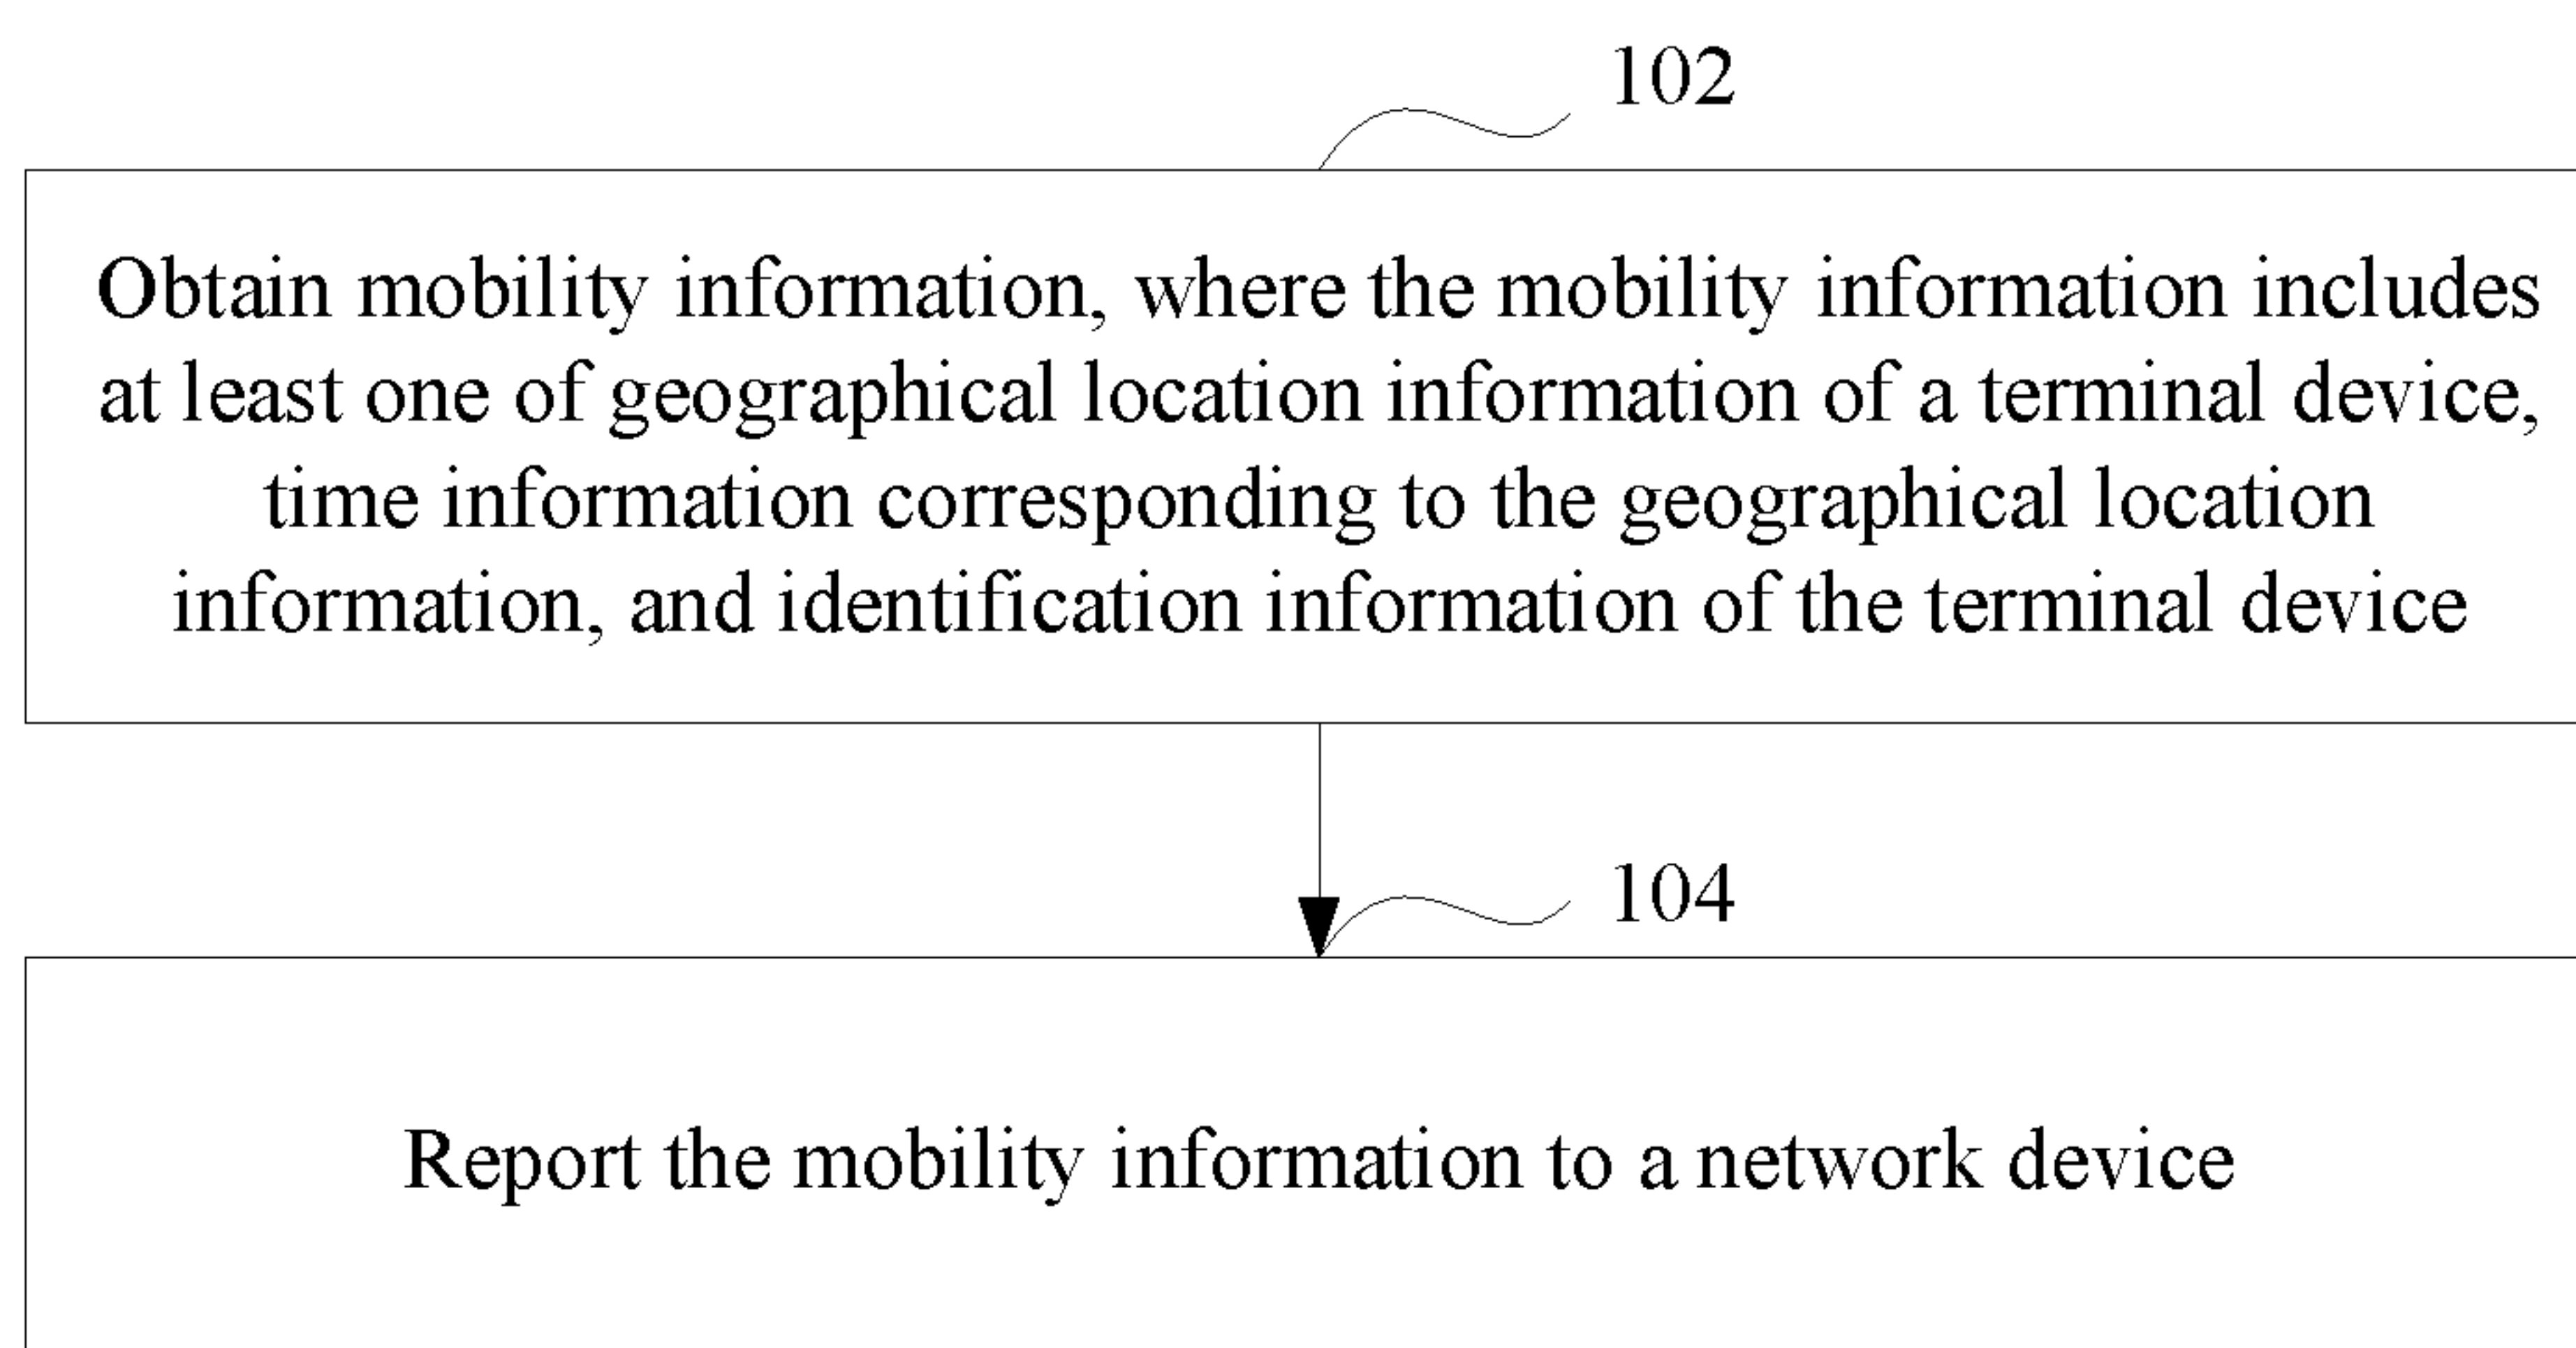 102
Obtain mobility information, where the mobility information includes
at least one of geographical location information of a terminal device,
time information corresponding to the geographical location
information, and identification information of the terminal device
104
Report the mobility information to a network device